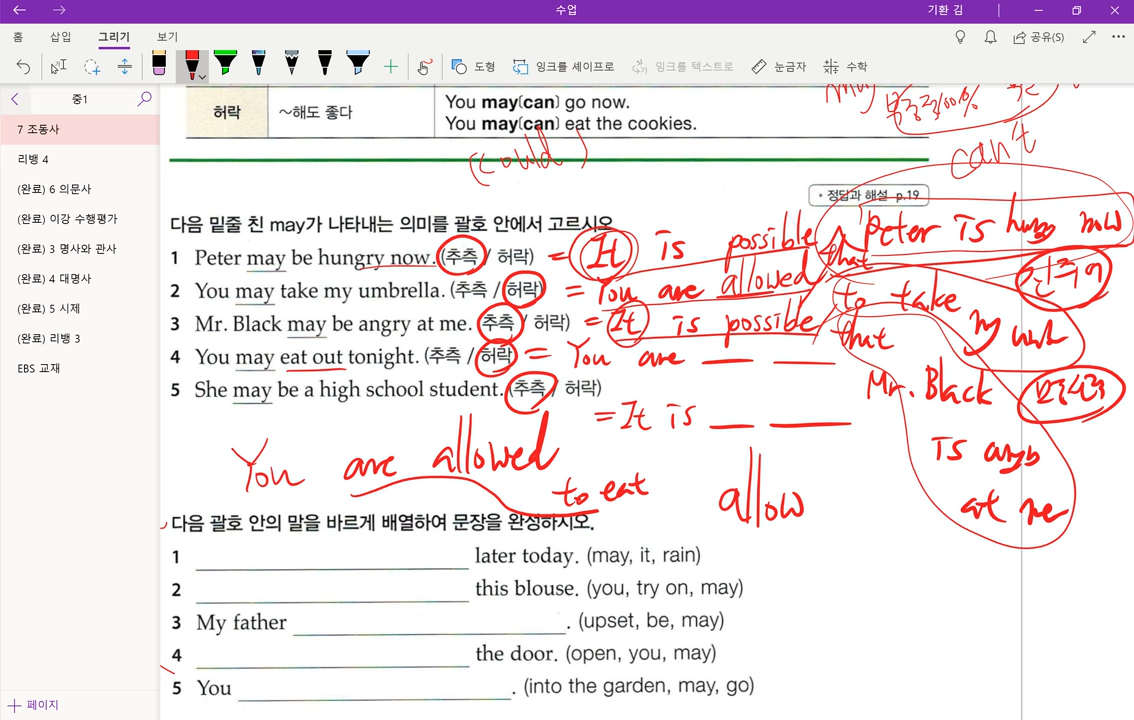 수업
기환 김
홈 삽입 그리기 보기
공유(S)
도형 잉크를 셰이프로 잉크를 텍스트로 눈금자 수학
중1
7 조동사
리뱅 4
(완료) 6 의문사
(완료) 이강 수행평가
(완료) 3 명사와 관사
(완료) 4 대명사
(완료) 5 시제
(완료) 리뱅 3
EBS 교재
페이지
허락 ~해도 좋다
You may(can) go now.
You may(can) eat the cookies.
(could)
may
can't
정답과 해설 p.19
다음 밑줄 친 may가 나타내는 의미를 괄호 안에서 고르시오.
1 Peter may be hungry now. (추측 / 허락) = It is possible that Peter is hungry now
2 You may take my umbrella. (추측 / 허락) = You are allowed to take my umb
진주어
3 Mr. Black may be angry at me. (추측 / 허락) = It is possible that Mr. Black is angry at me
4 You may eat out tonight. (추측 / 허락) = You are
5 She may be a high school student. (추측 / 허락)
= It is
You are allowed to eat
allow
다음 괄호 안의 말을 바르게 배열하여 문장을 완성하시오.
1 ____ later today. (may, it, rain)
2 ____ this blouse. (you, try on, may)
3 My father ____. (upset, be, may)
4 ____ the door. (open, you, may)
5 You ____. (into the garden, may, go)